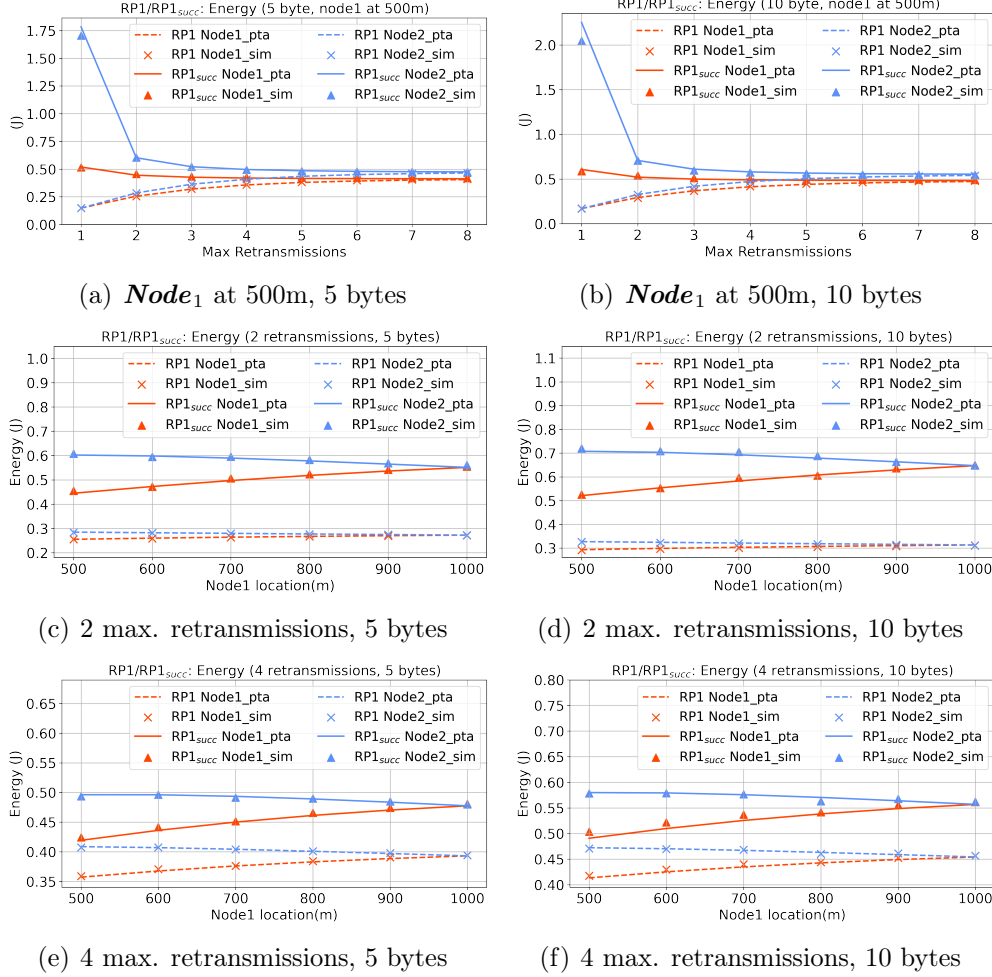 RP1/RP1succ: Energy (5 byte, node1 at 500m)
RP1 Node1_pta
RP1 Node1_sim
RP1succ Node1_pta
RP1succ Node1_sim
RP1 Node2_pta
RP1 Node2_sim
RP1succ Node2_pta
RP1succ Node2_sim
(J)
1.75
1.50
1.25
1.00
0.75
0.50
0.25
0.00
1 2 3 4 5 6 7 8
Max Retransmissions
(a) Node1 at 500m, 5 bytes
RP1/RP1succ: Energy (10 byte, node1 at 500m)
RP1 Node1_pta
RP1 Node1_sim
RP1succ Node1_pta
RP1succ Node1_sim
RP1 Node2_pta
RP1 Node2_sim
RP1succ Node2_pta
RP1succ Node2_sim
(J)
2.0
1.5
1.0
0.5
0.0
1 2 3 4 5 6 7 8
Max Retransmissions
(b) Node1 at 500m, 10 bytes
RP1/RP1succ: Energy (2 retransmissions, 5 bytes)
RP1 Node1_pta
RP1 Node1_sim
RP1succ Node1_pta
RP1succ Node1_sim
RP1 Node2_pta
RP1 Node2_sim
RP1succ Node2_pta
RP1succ Node2_sim
Energy (J)
1.0
0.9
0.8
0.7
0.6
0.5
0.4
0.3
0.2
500 600 700 800 900 1000
Node1 location(m)
(c) 2 max. retransmissions, 5 bytes
RP1/RP1succ: Energy (2 retransmissions, 10 bytes)
RP1 Node1_pta
RP1 Node1_sim
RP1succ Node1_pta
RP1succ Node1_sim
RP1 Node2_pta
RP1 Node2_sim
RP1succ Node2_pta
RP1succ Node2_sim
Energy (J)
1.1
1.0
0.9
0.8
0.7
0.6
0.5
0.4
0.3
500 600 700 800 900 1000
Node1 location(m)
(d) 2 max. retransmissions, 10 bytes
RP1/RP1succ: Energy (4 retransmissions, 5 bytes)
RP1 Node1_pta
RP1 Node1_sim
RP1succ Node1_pta
RP1succ Node1_sim
RP1 Node2_pta
RP1 Node2_sim
RP1succ Node2_pta
RP1succ Node2_sim
Energy (J)
0.65
0.60
0.55
0.50
0.45
0.40
0.35
500 600 700 800 900 1000
Node1 location(m)
(e) 4 max. retransmissions, 5 bytes
RP1/RP1succ: Energy (4 retransmissions, 10 bytes)
RP1 Node1_pta
RP1 Node1_sim
RP1succ Node1_pta
RP1succ Node1_sim
RP1 Node2_pta
RP1 Node2_sim
RP1succ Node2_pta
RP1succ Node2_sim
Energy (J)
0.80
0.75
0.70
0.65
0.60
0.55
0.50
0.45
0.40
500 600 700 800 900 1000
Node1 location(m)
(f) 4 max. retransmissions, 10 bytes